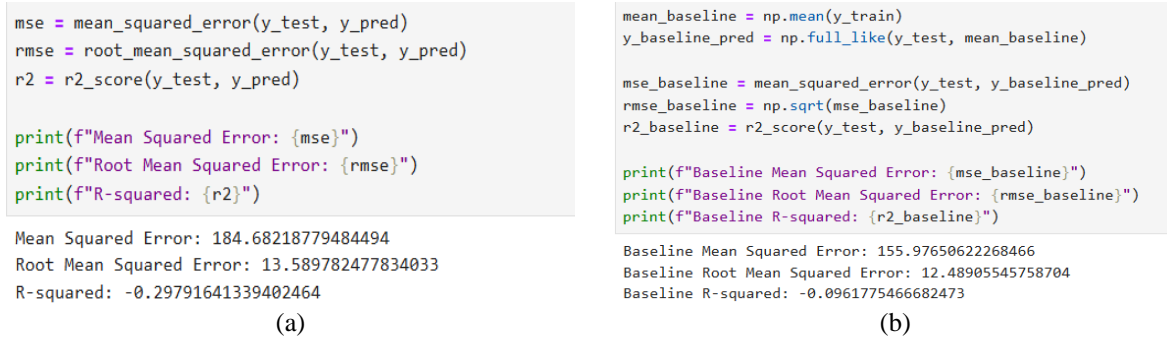 mse = mean_squared_error(y_test, y_pred)
rmse = root_mean_squared_error(y_test, y_pred)
r2 = r2_score(y_test, y_pred)
print(f"Mean Squared Error: {mse}")
print(f"Root Mean Squared Error: {rmse}")
print(f"R-squared: {r2}")
Mean Squared Error: 184.68218779484494
Root Mean Squared Error: 13.589782477834033
R-squared: -0.29791641339402464
(a)
mean_baseline = np.mean(y_train)
y_baseline_pred = np.full_like(y_test, mean_baseline)
mse_baseline = mean_squared_error(y_test, y_baseline_pred)
rmse_baseline = np.sqrt(mse_baseline)
r2_baseline = r2_score(y_test, y_baseline_pred)
print(f"Baseline Mean Squared Error: {mse_baseline}")
print(f"Baseline Root Mean Squared Error: {rmse_baseline}")
print(f"Baseline R-squared: {r2_baseline}")
Baseline Mean Squared Error: 155.97650622268466
Baseline Root Mean Squared Error: 12.48905545758704
Baseline R-squared: -0.0961775466682473
(b)